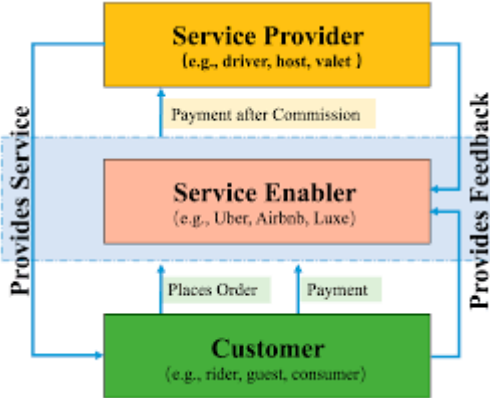 Service Provider
(e.g., driver, host, valet )
Payment after Commission
Provides Service
Provides Feedback
Service Enabler
(e.g., Uber, Airbnb, Luxe)
Places Order
Payment
Customer
(e.g., rider, guest, consumer)